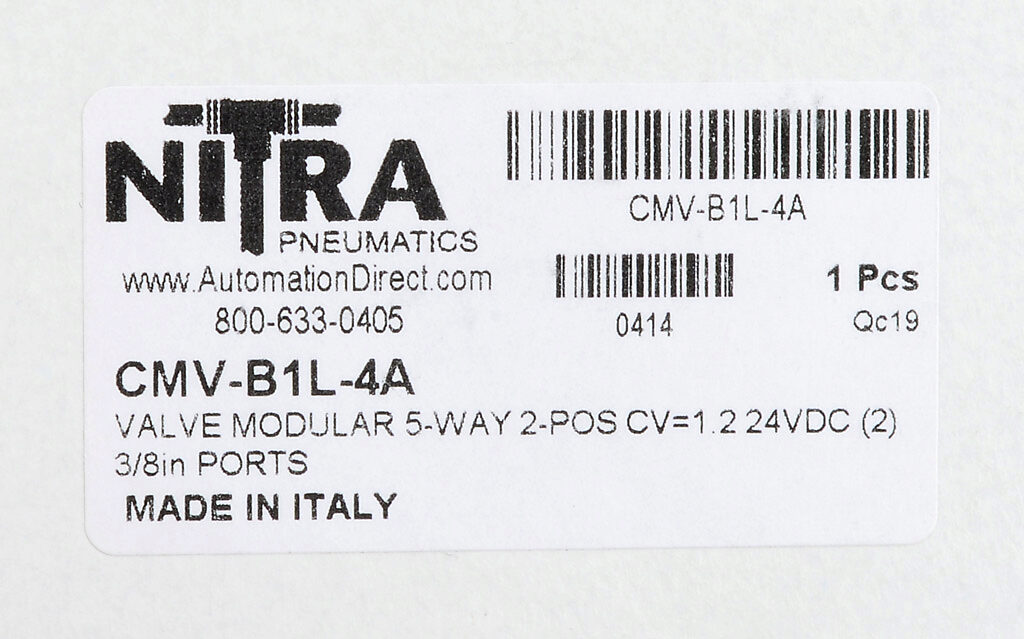 NITRA
PNEUMATICS
www.AutomationDirect.com
800-633-0405
CMV-B1L-4A
0414
1 Pcs
Qc19
CMV-B1L-4A
VALVE MODULAR 5-WAY 2-POS CV=1.2 24VDC (2)
3/8in PORTS
MADE IN ITALY